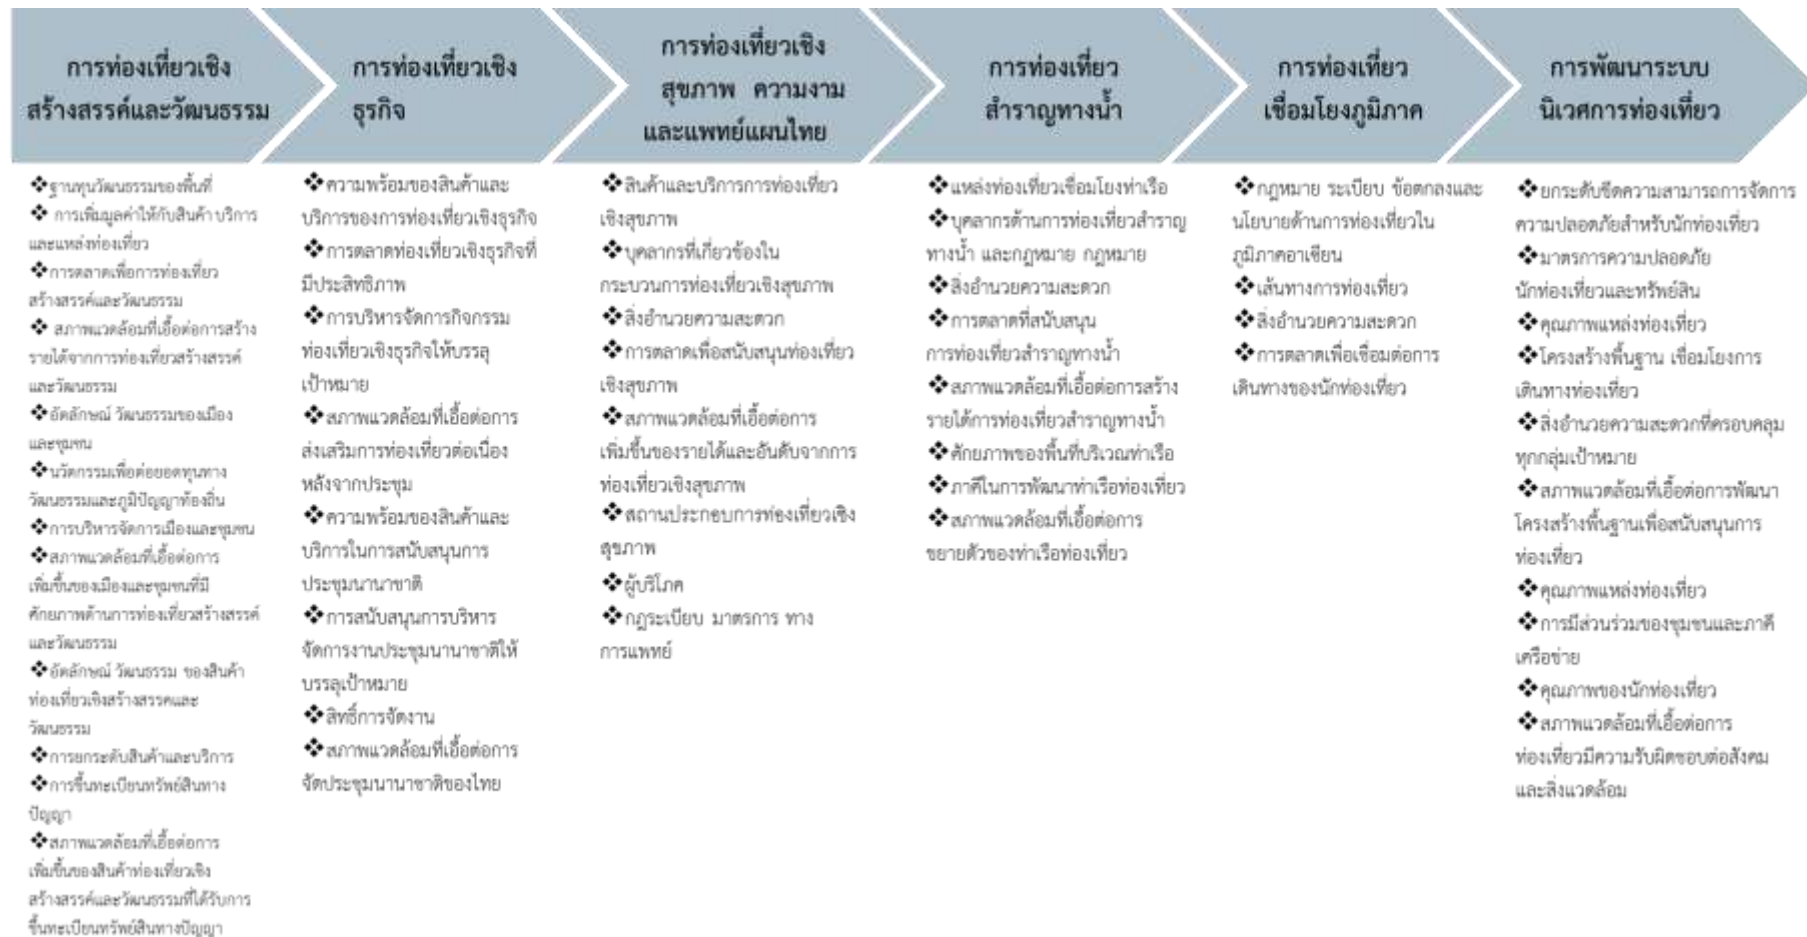 การท่องเที่ยวเชิง
สร้างสรรค์และวัฒนธรรม
❖ฐานทุนวัฒนธรรมของพื้นที่
❖ การเพิ่มมูลค่าให้กับสินค้า บริการ
และแหล่งท่องเที่ยว
❖การตลาดเพื่อการท่องเที่ยว
สร้างสรรค์และวัฒนธรรม
❖ สภาพแวดล้อมที่เอื้อต่อการสร้าง
รายได้จากการท่องเที่ยวสร้างสรรค์
และวัฒนธรรม
❖อัตลักษณ์ วัฒนธรรมของเมือง
และชุมชน
❖นวัตกรรมเพื่อต่อยอดทุนทาง
วัฒนธรรมและภูมิปัญญาท้องถิ่น
❖การบริหารจัดการเมืองและชุมชน
❖สภาพแวดล้อมที่เอื้อต่อการ
เพิ่มขึ้นของเมืองและชุมชนที่มี
ศักยภาพด้านการท่องเที่ยวสร้างสรรค์
และวัฒนธรรม
❖อัตลักษณ์ วัฒนธรรม ของสินค้า
ท่องเที่ยวเชิงสร้างสรรคและ
วัฒนธรรม
❖การยกระดับสินค้าและบริการ
❖การขึ้นทะเบียนทรัพย์สินทาง
ปัญญา
❖สภาพแวดล้อมที่เอื้อต่อการ
เพิ่มขึ้นของสินค้าท่องเที่ยวเชิง
สร้างสรรค์และวัฒนธรรมที่ได้รับการ
ขึ้นทะเบียนทรัพย์สินทางปัญญา
การท่องเที่ยวเชิง
ธุรกิจ
❖ความพร้อมของสินค้าและ
บริการของการท่องเที่ยวเชิงธุรกิจ
❖การตลาดท่องเที่ยวเชิงธุรกิจที่
มีประสิทธิภาพ
❖การบริหารจัดการกิจกรรม
ท่องเที่ยวเชิงธุรกิจให้บรรลุ
เป้าหมาย
❖สภาพแวดล้อมที่เอื้อต่อการ
ส่งเสริมการท่องเที่ยวต่อเนื่อง
หลังจากประชุม
❖ความพร้อมของสินค้าและ
บริการในการสนับสนุนการ
ประชุมนานาชาติ
❖การสนับสนุนการบริหาร
จัดการงานประชุมนานาชาติให้
บรรลุเป้าหมาย
❖สิทธิ์การจัดงาน
❖สภาพแวดล้อมที่เอื้อต่อการ
จัดประชุมนานาชาติของไทย
การท่องเที่ยวเชิง
สุขภาพ ความงาม
และแพทย์แผนไทย
❖สินค้าและบริการการท่องเที่ยว
เชิงสุขภาพ
❖บุคลากรที่เกี่ยวข้องใน
กระบวนการท่องเที่ยวเชิงสุขภาพ
❖สิ่งอำนวยความสะดวก
❖การตลาดเพื่อสนับสนุนท่องเที่ยว
เชิงสุขภาพ
❖สภาพแวดล้อมที่เอื้อต่อการ
เพิ่มขึ้นของรายได้และอันดับจากการ
ท่องเที่ยวเชิงสุขภาพ
❖สถานประกอบการท่องเที่ยวเชิง
สุขภาพ
❖ผู้บริโภค
❖กฎระเบียบ มาตรการ ทาง
การแพทย์
การท่องเที่ยว
สำราญทางน้ำ
❖แหล่งท่องเที่ยวเชื่อมโยงท่าเรือ
❖บุคลากรด้านการท่องเที่ยวสำราญ
ทางน้ำ และกฎหมาย กฎหมาย
❖สิ่งอำนวยความสะดวก
❖การตลาดที่สนับสนุน
การท่องเที่ยวสำราญทางน้ำ
❖สภาพแวดล้อมที่เอื้อต่อการสร้าง
รายได้การท่องเที่ยวสำราญทางน้ำ
❖ศักยภาพของพื้นที่บริเวณท่าเรือ
❖ภาคีในการพัฒนาท่าเรือท่องเที่ยว
❖สภาพแวดล้อมที่เอื้อต่อการ
ขยายตัวของท่าเรือท่องเที่ยว
การท่องเที่ยว
เชื่อมโยงภูมิภาค
❖กฎหมาย ระเบียบ ข้อตกลงและ
นโยบายด้านการท่องเที่ยวใน
ภูมิภาคอาเซียน
❖เส้นทางการท่องเที่ยว
❖สิ่งอำนวยความสะดวก
❖การตลาดเพื่อเชื่อมต่อการ
เดินทางของนักท่องเที่ยว
การพัฒนาระบบ
นิเวศการท่องเที่ยว
❖ยกระดับขีดความสามารถการจัดการ
ความปลอดภัยสำหรับนักท่องเที่ยว
❖มาตรการความปลอดภัย
นักท่องเที่ยวและทรัพย์สิน
❖คุณภาพแหล่งท่องเที่ยว
❖โครงสร้างพื้นฐาน เชื่อมโยงการ
เดินทางท่องเที่ยว
❖สิ่งอำนวยความสะดวกที่ครอบคลุม
ทุกกลุ่มเป้าหมาย
❖สภาพแวดล้อมที่เอื้อต่อการพัฒนา
โครงสร้างพื้นฐานเพื่อสนับสนุนการ
ท่องเที่ยว
❖คุณภาพแหล่งท่องเที่ยว
❖การมีส่วนร่วมของชุมชนและภาคี
เครือข่าย
❖คุณภาพของนักท่องเที่ยว
❖สภาพแวดล้อมที่เอื้อต่อการ
ท่องเที่ยวมีความรับผิดชอบต่อสังคม
และสิ่งแวดล้อม